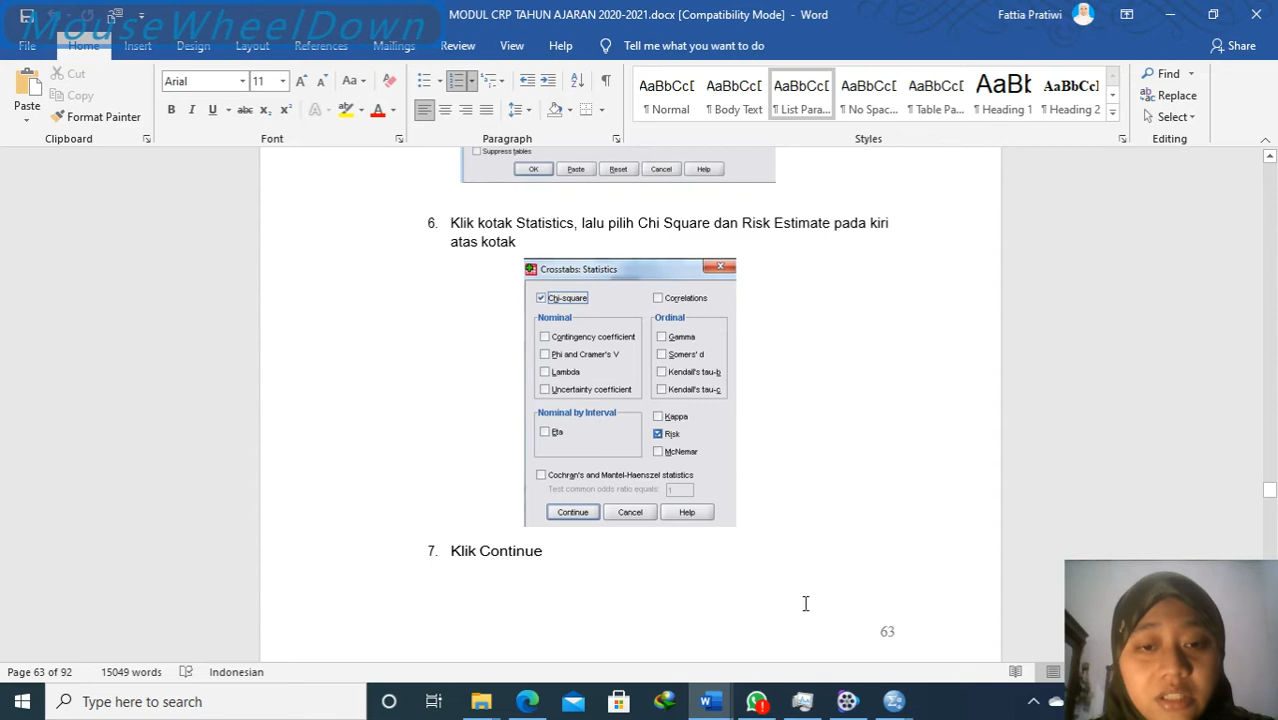 MouseWheelDown
MODUL CRP TAHUN AJARAN 2020-2021.docx [Compatibility Mode] - Word
Fattia Pratiwi
File Home Insert Design Layout References Mailings Review View Help Tell me what you want to do Share
Paste
Cut
Copy
Format Painter
Clipboard
Arial 11
Font
Paragraph
AaBbCcI AaBbCcI AaBbCcI AaBbCcI AaBbCcI AaBb AaBbCcI
¶ Normal ¶ Body Text ¶ List Para... ¶ No Spac... ¶ Table Pa... ¶ Heading 1 ¶ Heading 2
Styles
Find
Replace
Select
Editing
Suppress tables
OK Paste Reset Cancel Help
6. Klik kotak Statistics, lalu pilih Chi Square dan Risk Estimate pada kiri
atas kotak
Crosstabs: Statistics
Chi-square Correlations
Nominal
Contingency coefficient
Phi and Cramer's V
Lambda
Uncertainty coefficient
Ordinal
Gamma
Somers' d
Kendall's tau-b
Kendall's tau-c
Nominal by Interval
Eta
Kappa
Risk
McNemar
Cochran's and Mantel-Haenszel statistics
Test common odds ratio equals: 1
Continue Cancel Help
7. Klik Continue
63
Page 63 of 92 15049 words Indonesian
Type here to search